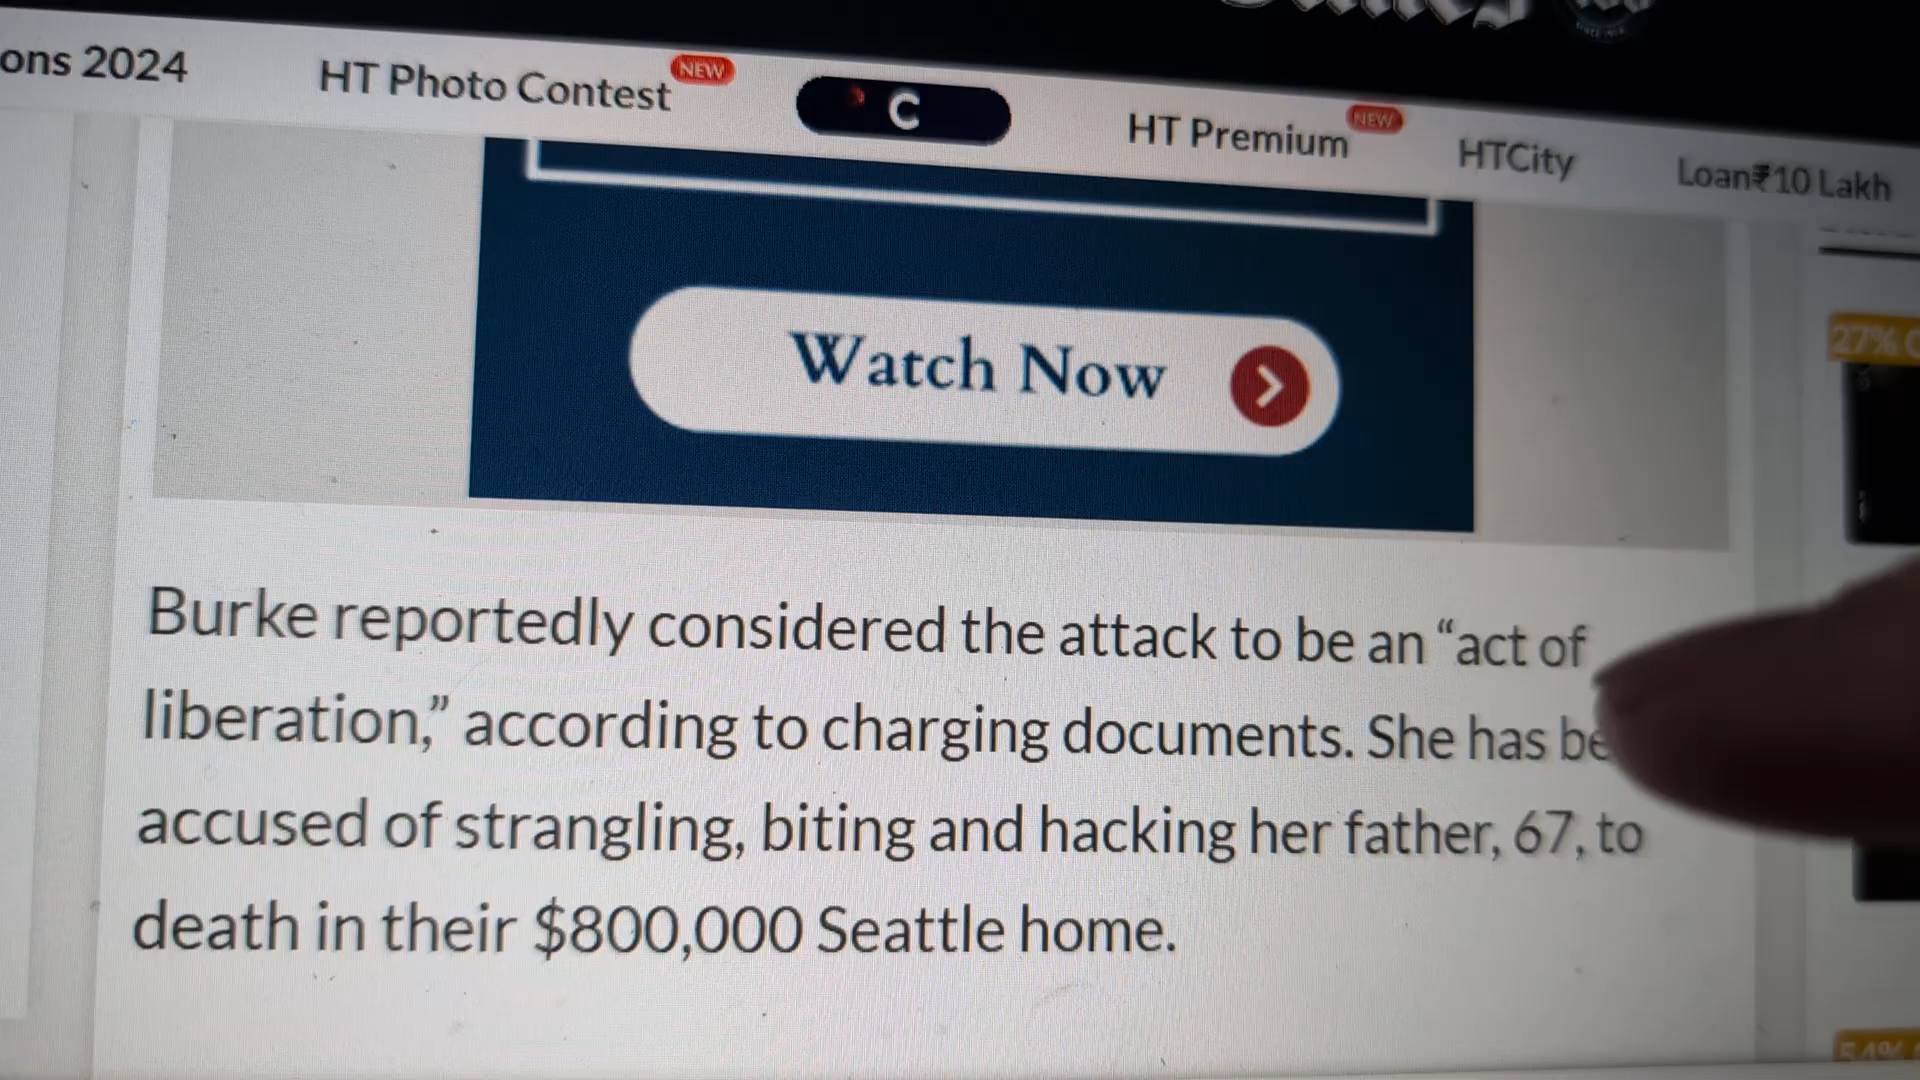 ons 2024
HT Photo Contest NEW
C
HT Premium NEW
HTCity
Loan₹10 Lakh
Watch Now
27%
Burke reportedly considered the attack to be an “act of
liberation,” according to charging documents. She has be
accused of strangling, biting and hacking her father, 67, to
death in their $800,000 Seattle home.
54%